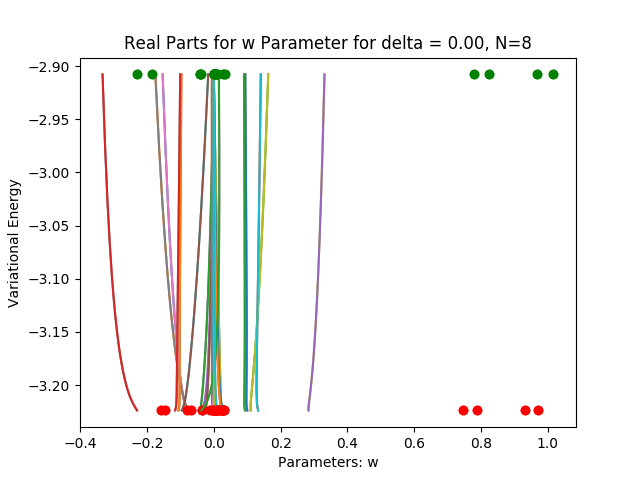 Real Parts for w Parameter for delta = 0.00, N=8
−2.90
−2.95
−3.00
−3.05
−3.10
−3.15
−3.20
Variational Energy
−0.4 −0.2 0.0 0.2 0.4 0.6 0.8 1.0
Parameters: w